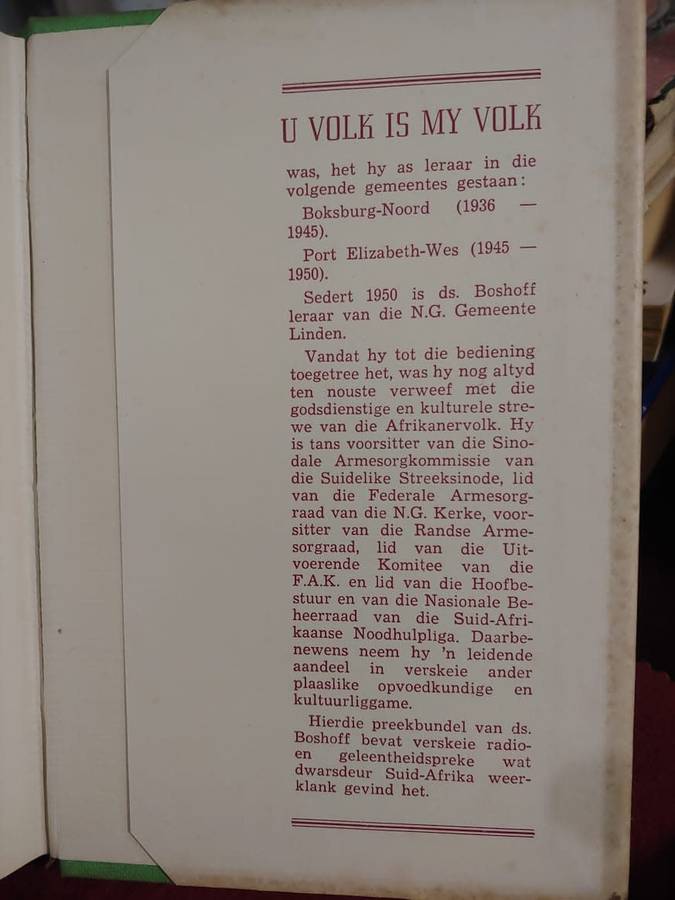 U VOLK IS MY VOLK
was, het hy as leraar in die
volgende gemeentes gestaan:
Boksburg-Noord (1936 —
1945).
Port Elizabeth-Wes (1945 —
1950).
Sedert 1950 is ds. Boshoff
leraar van die N.G. Gemeente
Linden.
Vandat hy tot die bediening
toegetree het, was hy nog altyd
ten nouste verweef met die
godsdienstige en kulturele stre-
we van die Afrikanervolk. Hy
is tans voorsitter van die Sino-
dale Armesorgkommissie van
die Suidelike Streeksinode, lid
van die Federale Armesorg-
raad van die N.G. Kerke, voor-
sitter van die Randse Arme-
sorgraad, lid van die Uit-
voerende Komitee van die
F.A.K. en lid van die Hoofbe-
stuur en van die Nasionale Be-
heerraad van die Suid-Afri-
kaanse Noodhulpliga. Daarbe-
newens neem hy 'n leidende
aandeel in verskeie ander
plaaslike opvoedkundige en
kultuurliggame.
Hierdie preekbundel van ds.
Boshoff bevat verskeie radio-
en geleentheidspreke wat
dwarsdeur Suid-Afrika weer-
klank gevind het.